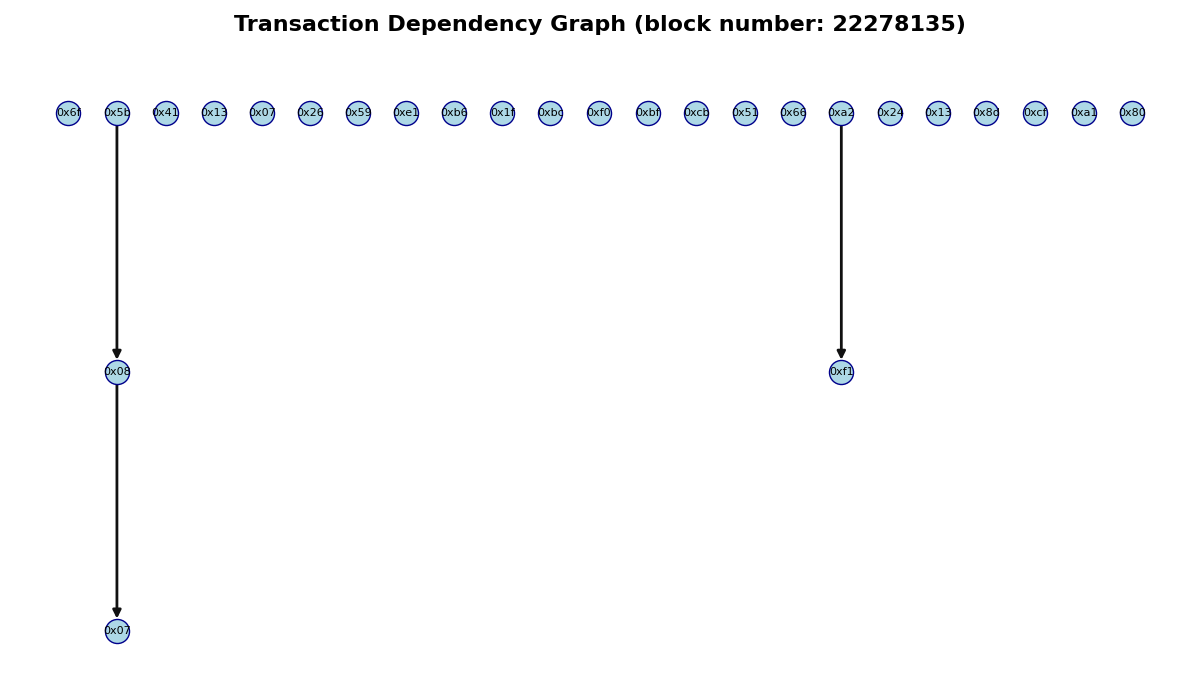 Transaction Dependency Graph (block number: 22278135)
0x6f 0x5b 0x41 0x13 0x07 0x26 0x59 0xe1 0xb6 0x1f 0xbc 0xf0 0xbf 0xcb 0x51 0x66 0xa2 0x24 0x13 0x8d 0xcf 0xa1 0x80
0x08 0xf1
0x07